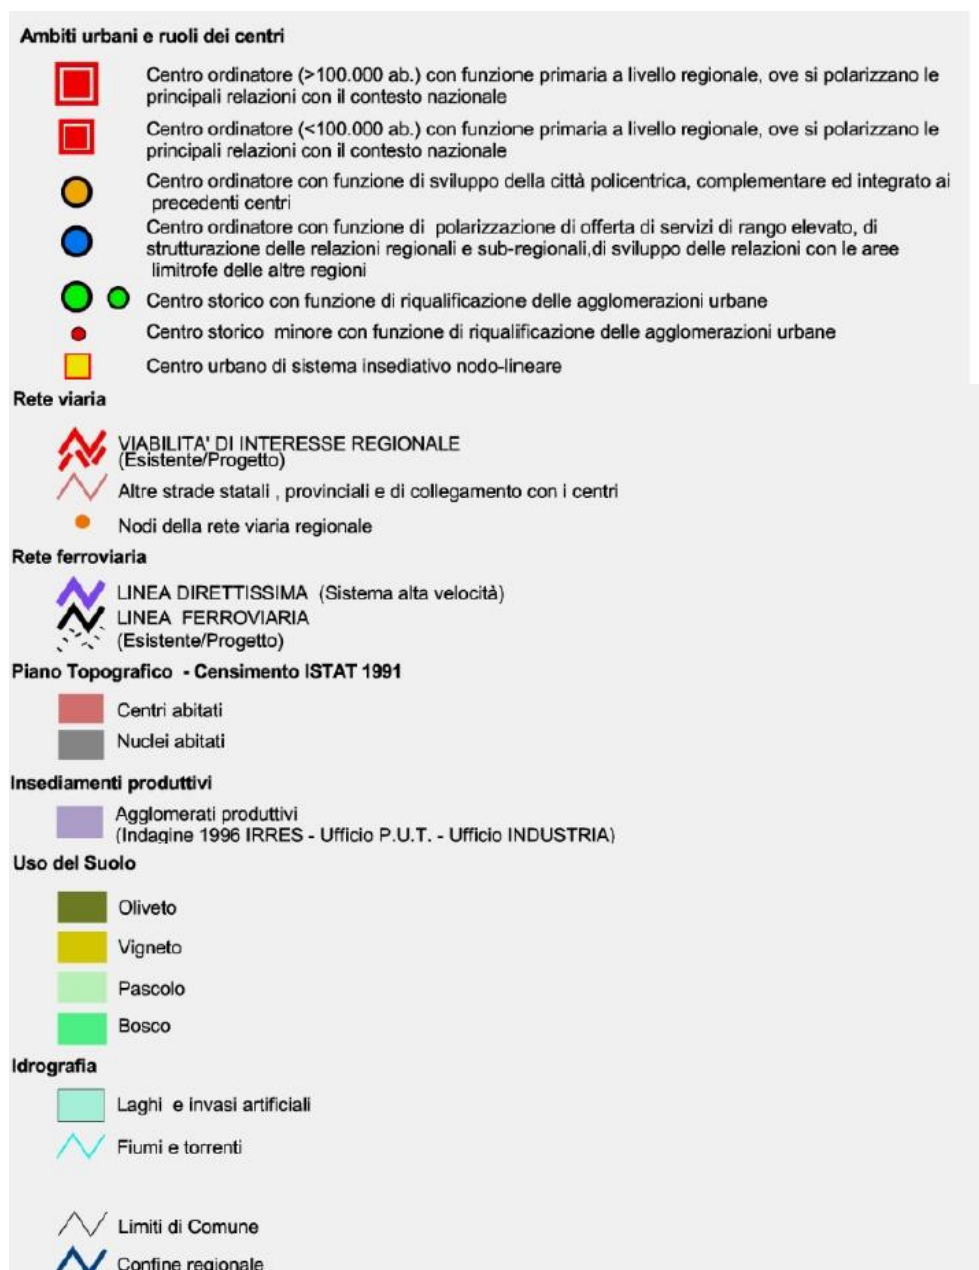 Ambiti urbani e ruoli dei centri
Centro ordinatore (>100.000 ab.) con funzione primaria a livello regionale, ove si polarizzano le
principali relazioni con il contesto nazionale
Centro ordinatore (<100.000 ab.) con funzione primaria a livello regionale, ove si polarizzano le
principali relazioni con il contesto nazionale
Centro ordinatore con funzione di sviluppo della città policentrica, complementare ed integrato ai
precedenti centri
Centro ordinatore con funzione di polarizzazione di offerta di servizi di rango elevato, di
strutturazione delle relazioni regionali e sub-regionali,di sviluppo delle relazioni con le aree
limitrofe delle altre regioni
Centro storico con funzione di riqualificazione delle agglomerazioni urbane
Centro storico minore con funzione di riqualificazione delle agglomerazioni urbane
Centro urbano di sistema insediativo nodo-lineare
Rete viaria
VIABILITA' DI INTERESSE REGIONALE
(Esistente/Progetto)
Altre strade statali , provinciali e di collegamento con i centri
Nodi della rete viaria regionale
Rete ferroviaria
LINEA DIRETTISSIMA (Sistema alta velocità)
LINEA FERROVIARIA
(Esistente/Progetto)
Piano Topografico - Censimento ISTAT 1991
Centri abitati
Nuclei abitati
Insediamenti produttivi
Agglomerati produttivi
(Indagine 1996 IRRES - Ufficio P.U.T. - Ufficio INDUSTRIA)
Uso del Suolo
Oliveto
Vigneto
Pascolo
Bosco
Idrografia
Laghi e invasi artificiali
Fiumi e torrenti
Limiti di Comune
Confine regionale